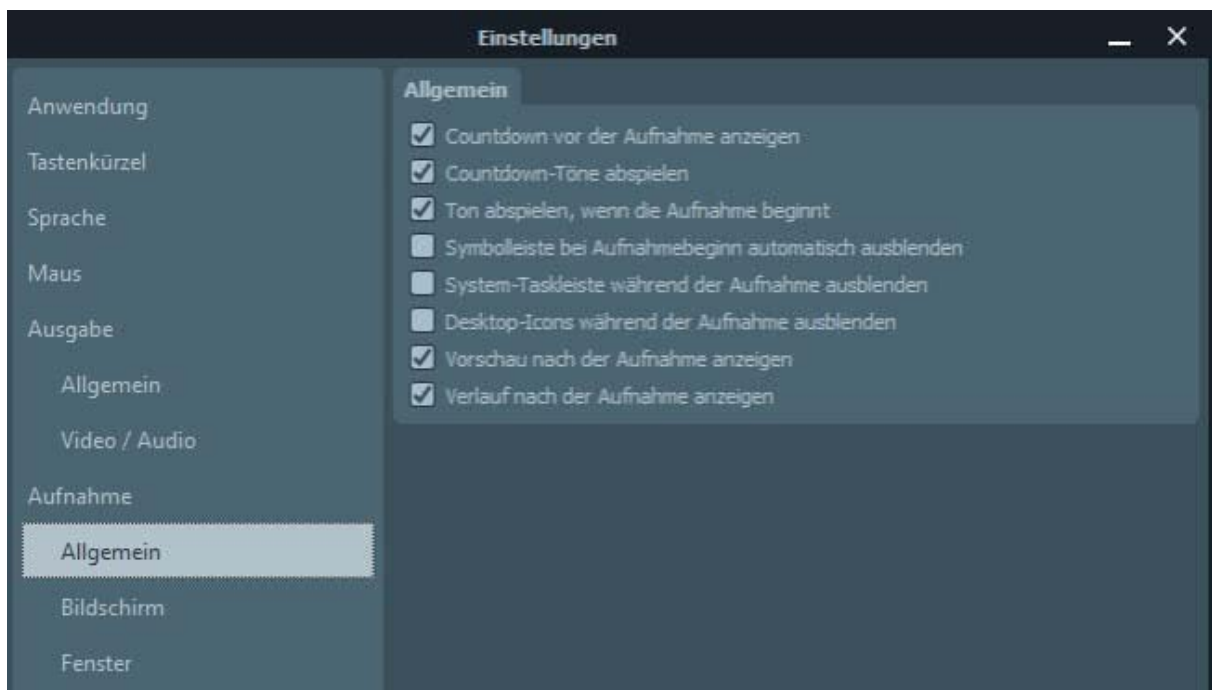 Einstellungen
Anwendung
Tastenkürzel
Sprache
Maus
Ausgabe
Allgemein
Video / Audio
Aufnahme
Allgemein
Bildschirm
Fenster
Allgemein
Countdown vor der Aufnahme anzeigen
Countdown-Töne abspielen
Ton abspielen, wenn die Aufnahme beginnt
Symbolleiste bei Aufnahmebeginn automatisch ausblenden
System-Taskleiste während der Aufnahme ausblenden
Desktop-Icons während der Aufnahme ausblenden
Vorschau nach der Aufnahme anzeigen
Verlauf nach der Aufnahme anzeigen